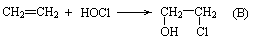 CH₂=CH₂ + HOCl ⟶ CH₂—CH₂ (B)
OH Cl